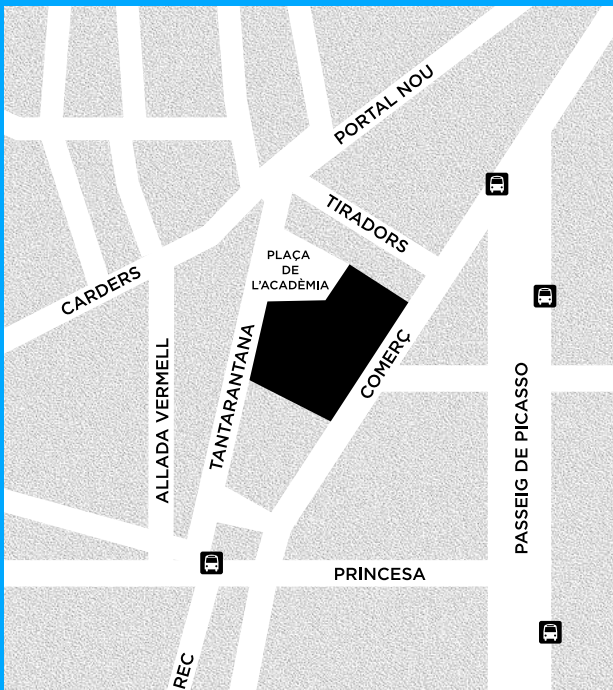 PORTAL NOU
TIRADORS
PLAÇA
DE
L'ACADÈMIA
CARDERS
COMERÇ
TANTARANTANA
ALLADA VERMELL
PASSEIG DE PICASSO
PRINCESA
REC